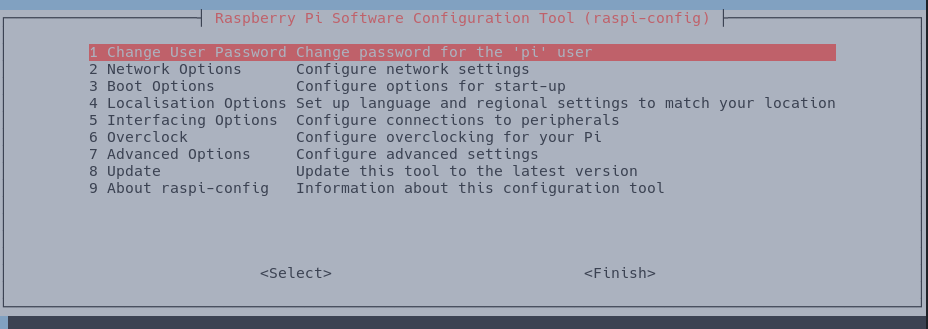 Raspberry Pi Software Configuration Tool (raspi-config)
1 Change User Password Change password for the 'pi' user
2 Network Options Configure network settings
3 Boot Options Configure options for start-up
4 Localisation Options Set up language and regional settings to match your location
5 Interfacing Options Configure connections to peripherals
6 Overclock Configure overclocking for your Pi
7 Advanced Options Configure advanced settings
8 Update Update this tool to the latest version
9 About raspi-config Information about this configuration tool
<Select> <Finish>